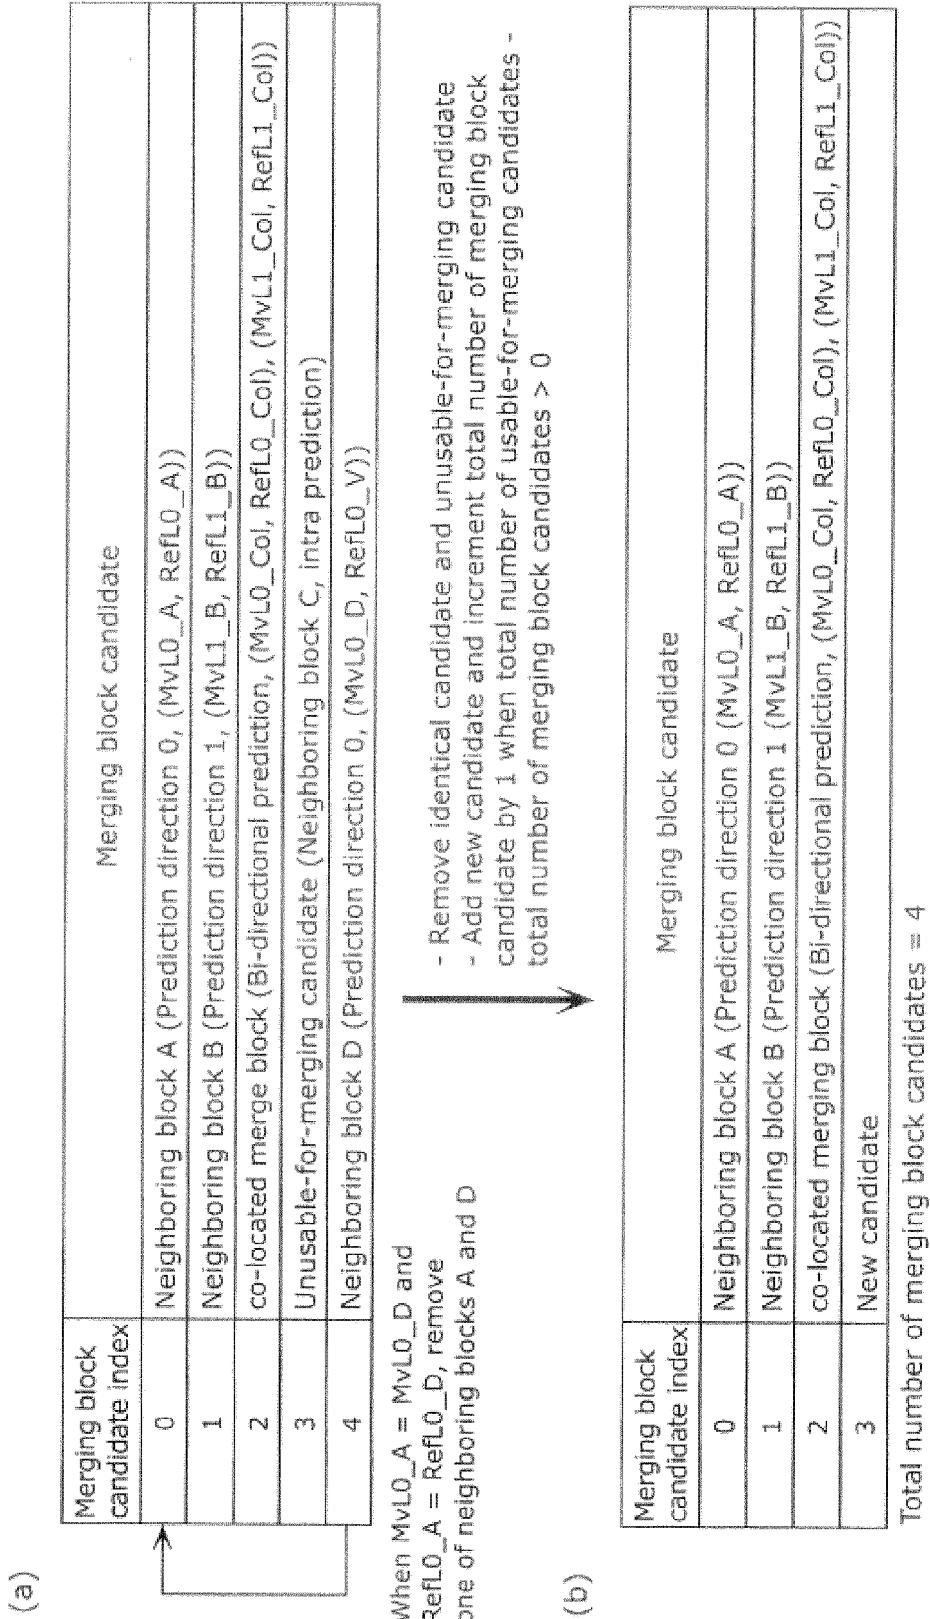 (a)
Merging block
candidate index
Merging block candidate
0
Neighboring block A (Prediction direction 0, (MvL0_A, RefL0_A))
1
Neighboring block B (Prediction direction 1, (MvL1_B, RefL1_B))
2
co-located merge block (Bi-directional prediction, (MvL0_Col, RefL0_Col), (MvL1_Col, RefL1_Col))
3
Unusable-for-merging candidate (Neighboring block C, intra prediction)
4
Neighboring block D (Prediction direction 0, (MvL0_D, RefL0_V))
When MvL0_A = MvL0_D and
RefL0_A = RefL0_D, remove
one of neighboring blocks A and D
- Remove identical candidate and unusable-for-merging candidate
- Add new candidate and increment total number of merging block
candidate by 1 when total number of usable-for-merging candidates -
total number of merging block candidates > 0
(b)
Merging block
candidate index
Merging block candidate
0
Neighboring block A (Prediction direction 0 (MvL0_A, RefL0_A))
1
Neighboring block B (Prediction direction 1 (MvL1_B, RefL1_B))
2
co-located merging block (Bi-directional prediction, (MvL0_Col, RefL0_Col), (MvL1_Col, RefL1_Col))
3
New candidate
Total number of merging block candidates = 4